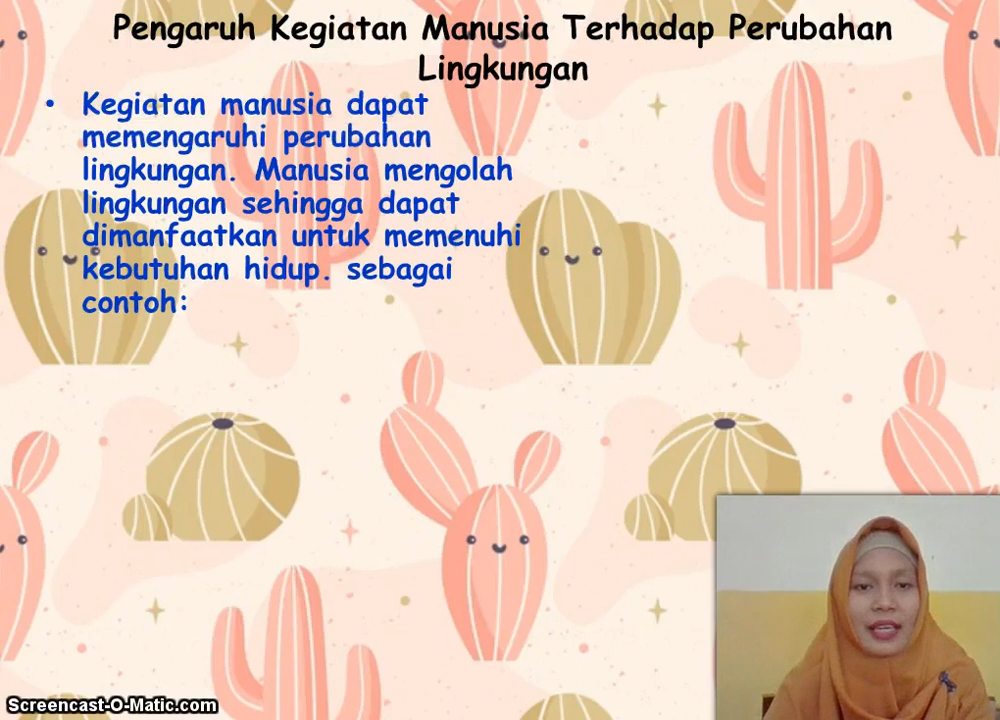 Pengaruh Kegiatan Manusia Terhadap Perubahan
Lingkungan
• Kegiatan manusia dapat
memengaruhi perubahan
lingkungan. Manusia mengolah
lingkungan sehingga dapat
dimanfaatkan untuk memenuhi
kebutuhan hidup. sebagai
contoh:
Screencast-O-Matic.com